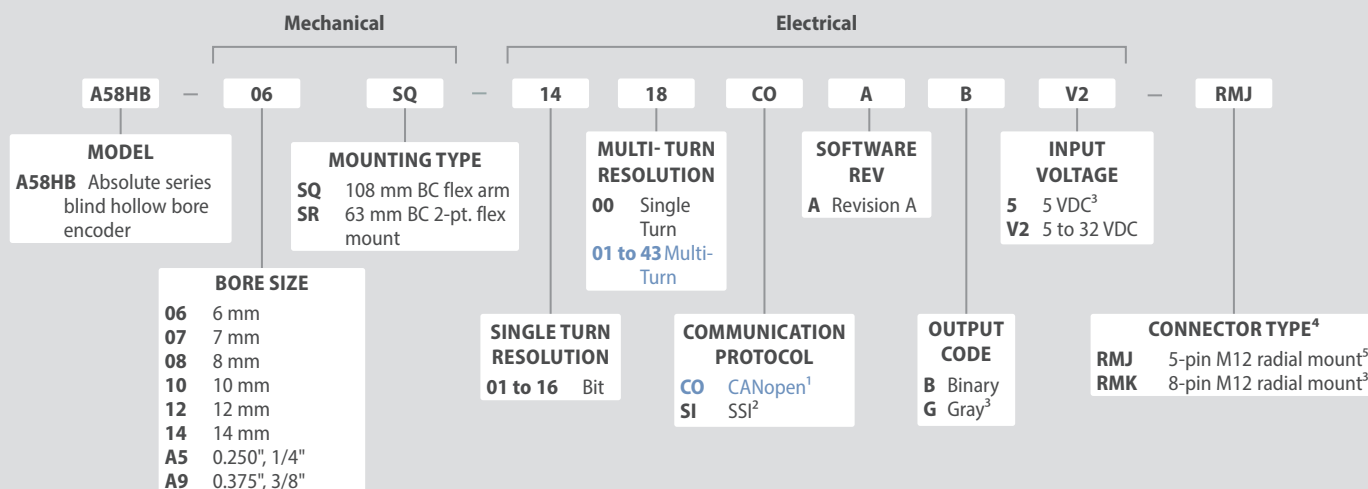 Mechanical
Electrical
A58HB — 06 SQ — 14 18 CO A B V2 — RMJ
MODEL
A58HB Absolute series
blind hollow bore
encoder
MOUNTING TYPE
SQ 108 mm BC flex arm
SR 63 mm BC 2-pt. flex
mount
MULTI- TURN
RESOLUTION
00 Single
Turn
01 to 43 Multi-
Turn
SOFTWARE
REV
A Revision A
INPUT
VOLTAGE
5 5 VDC³
V2 5 to 32 VDC
BORE SIZE
06 6 mm
07 7 mm
08 8 mm
10 10 mm
12 12 mm
14 14 mm
A5 0.250", 1/4"
A9 0.375", 3/8"
SINGLE TURN
RESOLUTION
01 to 16 Bit
COMMUNICATION
PROTOCOL
CO CANopen¹
SI SSI²
OUTPUT
CODE
B Binary
G Gray³
CONNECTOR TYPE⁴
RMJ 5-pin M12 radial mount⁵
RMK 8-pin M12 radial mount³